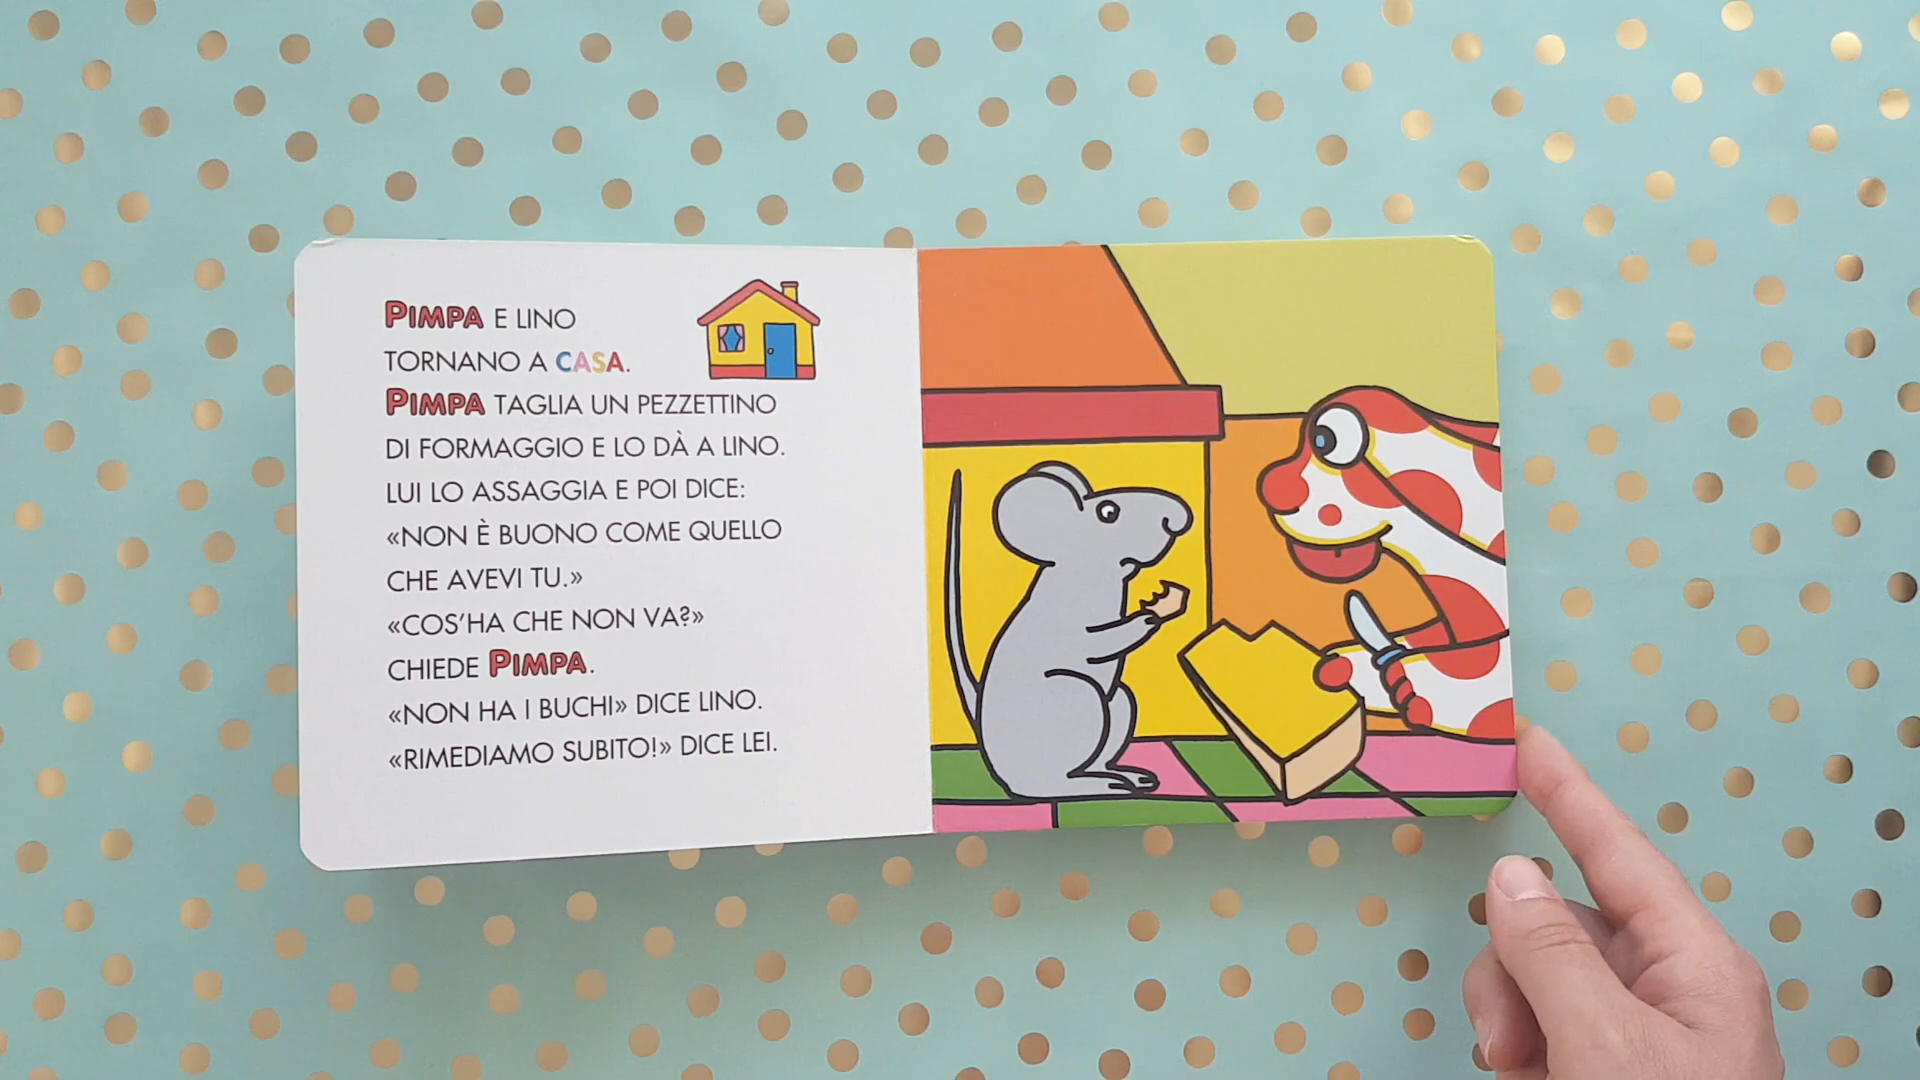 PIMPA E LINO
TORNANO A CASA.
PIMPA TAGLIA UN PEZZETTINO
DI FORMAGGIO E LO DÀ A LINO.
LUI LO ASSAGGIA E POI DICE:
«NON È BUONO COME QUELLO
CHE AVEVI TU.»
«COS'HA CHE NON VA?»
CHIEDE PIMPA.
«NON HA I BUCHI» DICE LINO.
«RIMEDIAMO SUBITO!» DICE LEI.